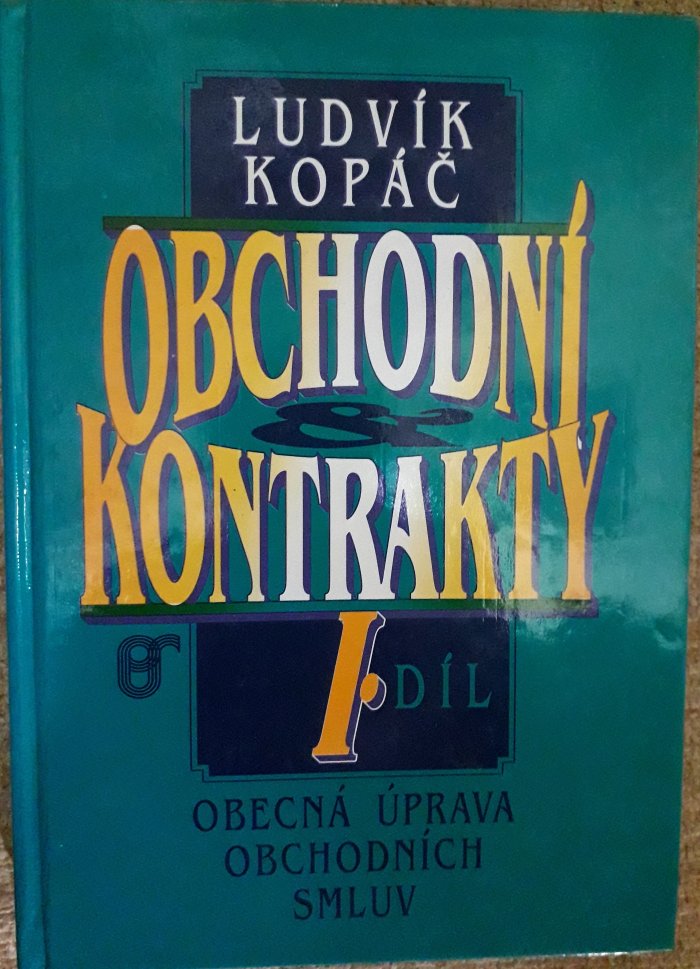 LUDVÍK
KOPÁČ
OBCHODNÍ
&
KONTRAKTY
I. DÍL
OBECNÁ ÚPRAVA
OBCHODNÍCH
SMLUV